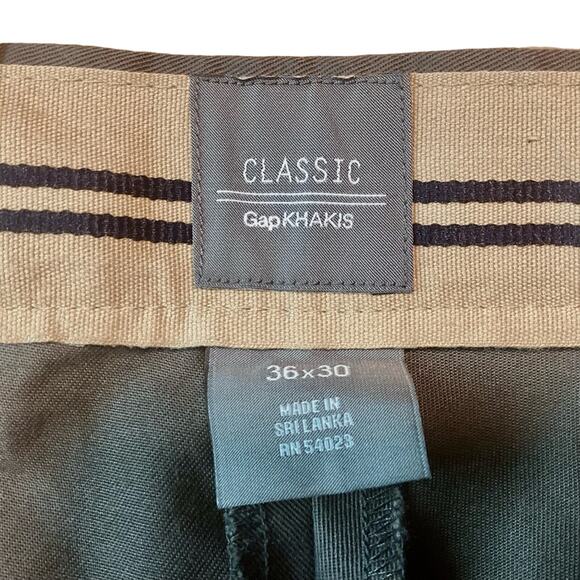 CLASSIC
GapKHAKIS
36x30
MADE IN
SRI LANKA
RN 54023